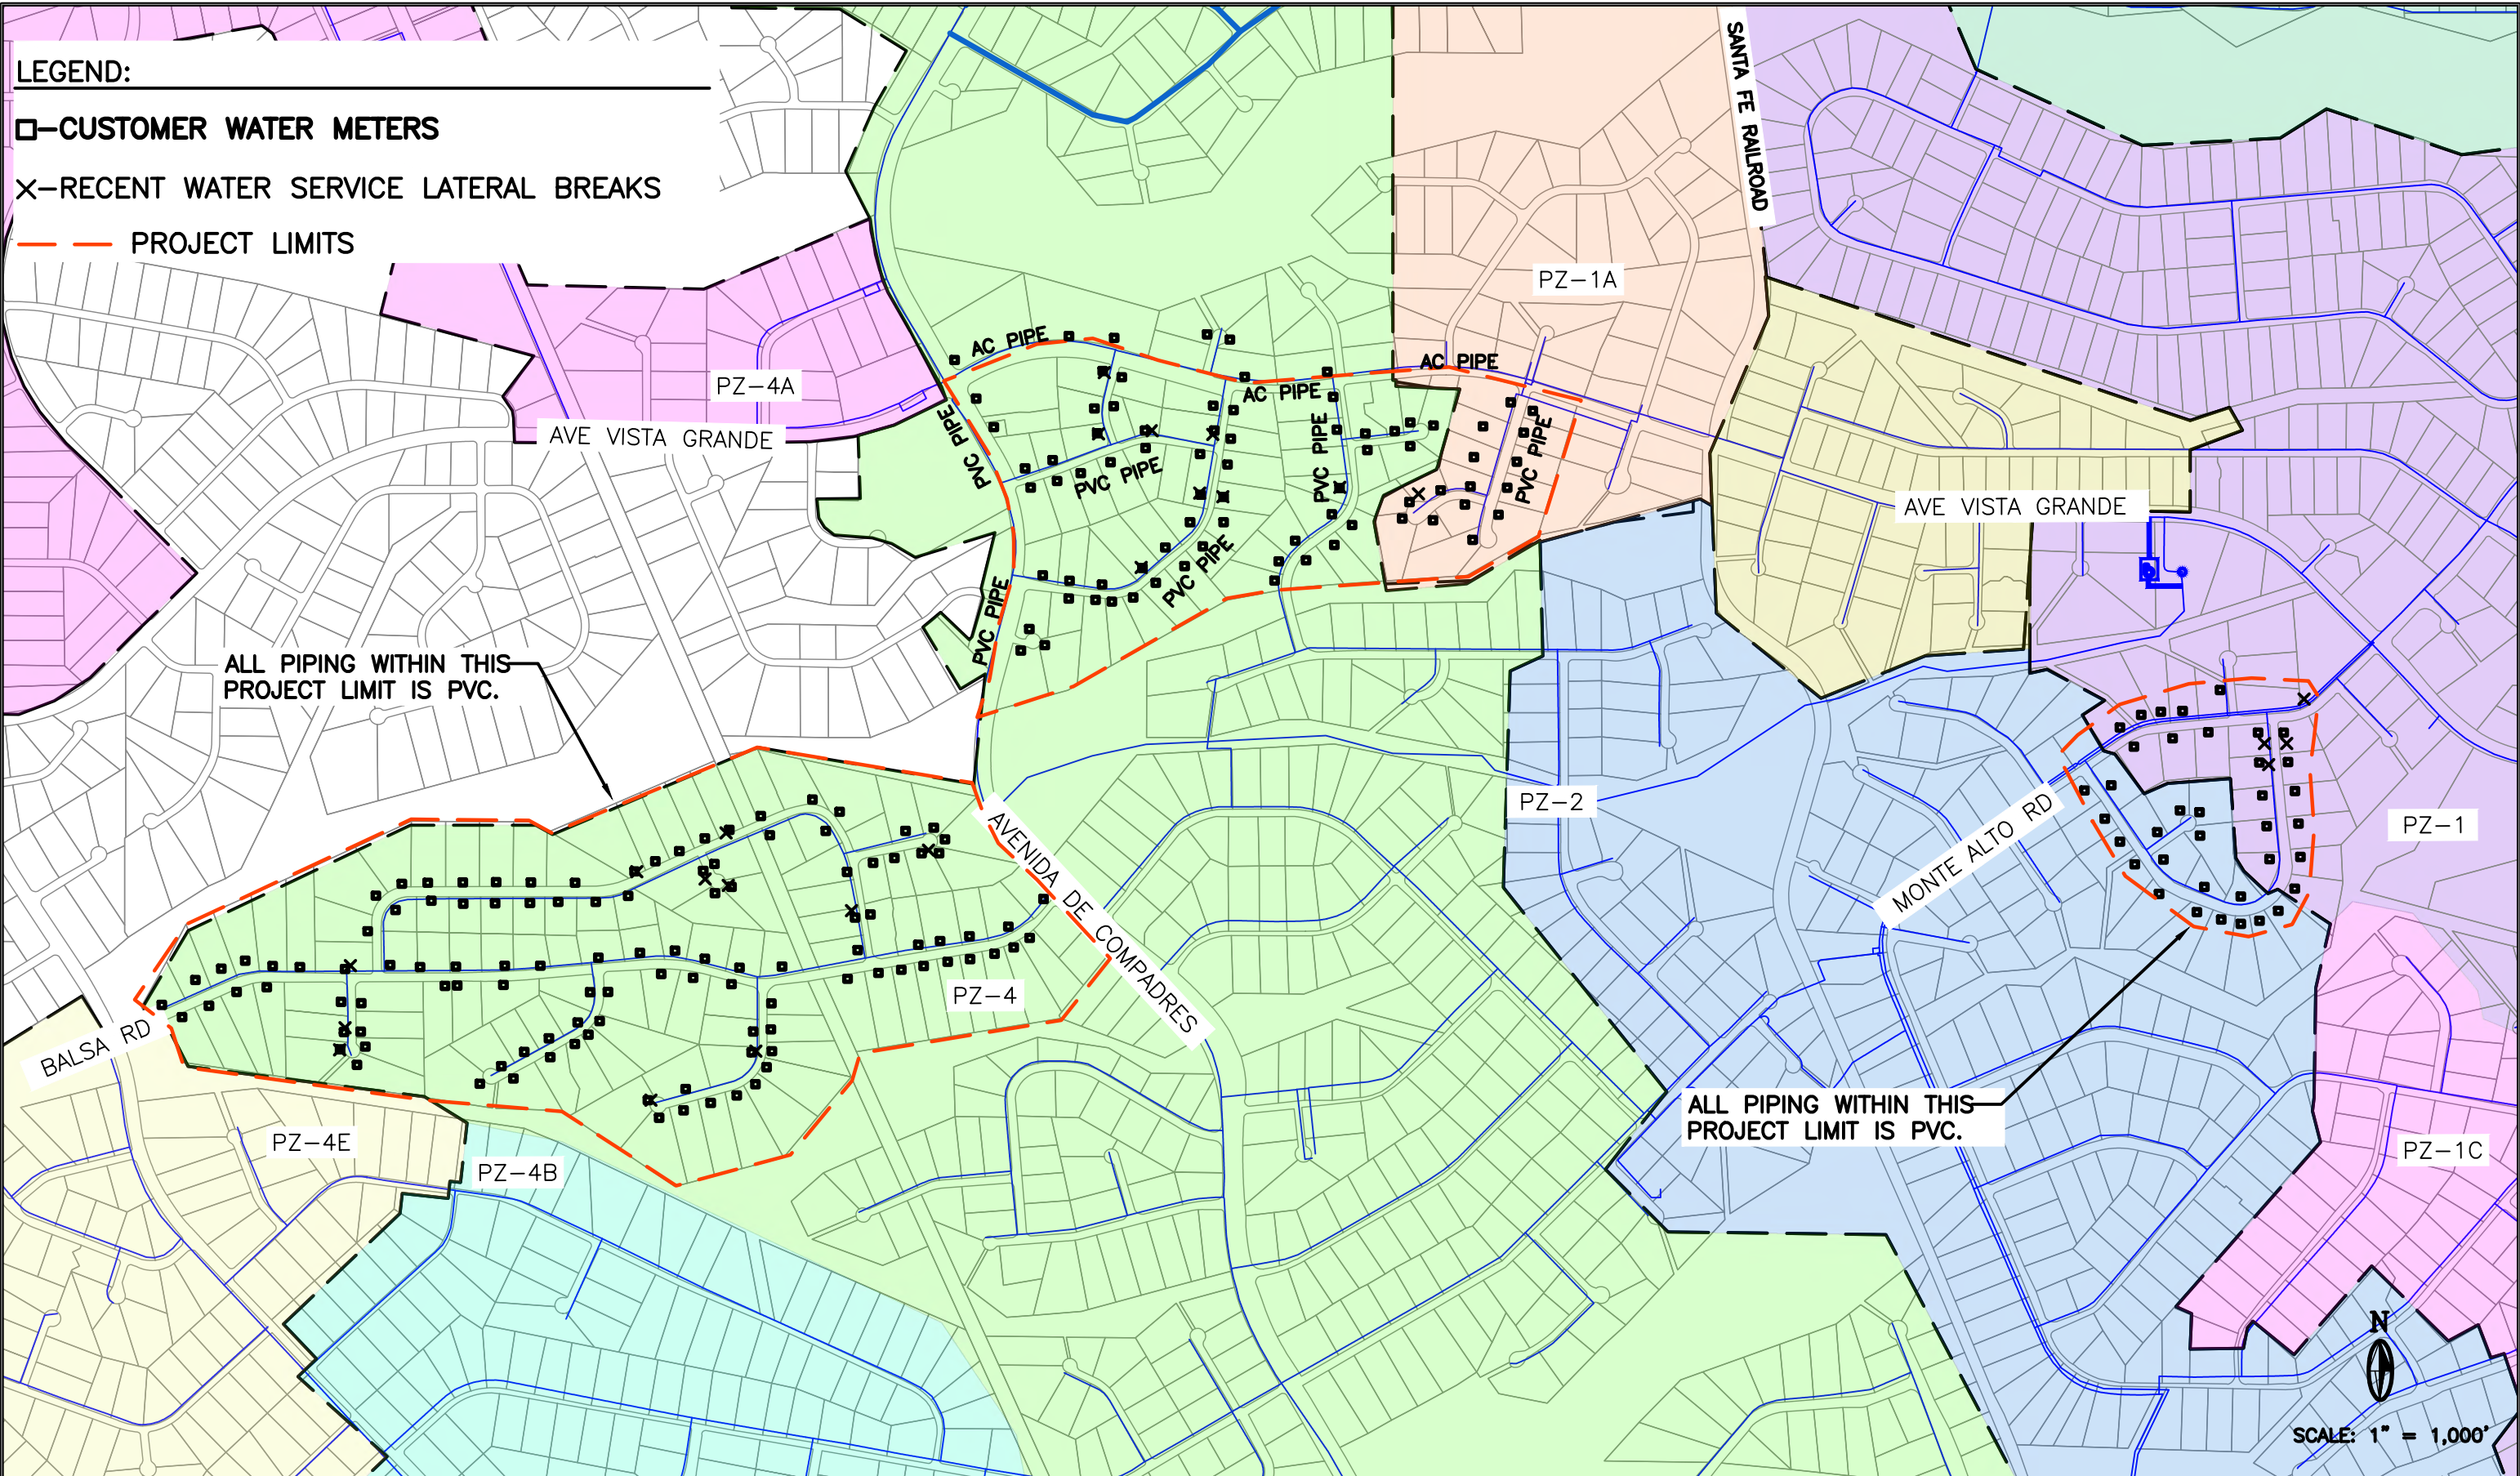 LEGEND:
CUSTOMER WATER METERS
RECENT WATER SERVICE LATERAL BREAKS
PROJECT LIMITS
SANTA FE RAILROAD
PZ-1A
AC PIPE
AC PIPE
AC PIPE
PZ-4A
AVE VISTA GRANDE
PVC PIPE
PVC PIPE
PVC PIPE
PVC PIPE
PVC PIPE
PVC PIPE
AVE VISTA GRANDE
ALL PIPING WITHIN THIS
PROJECT LIMIT IS PVC.
PZ-2
MONTE ALTO RD
PZ-1
AVENIDA DE COMPADRES
PZ-4
BALSA RD
PZ-4E
PZ-4B
ALL PIPING WITHIN THIS
PROJECT LIMIT IS PVC.
PZ-1C
N
SCALE: 1" = 1,000'